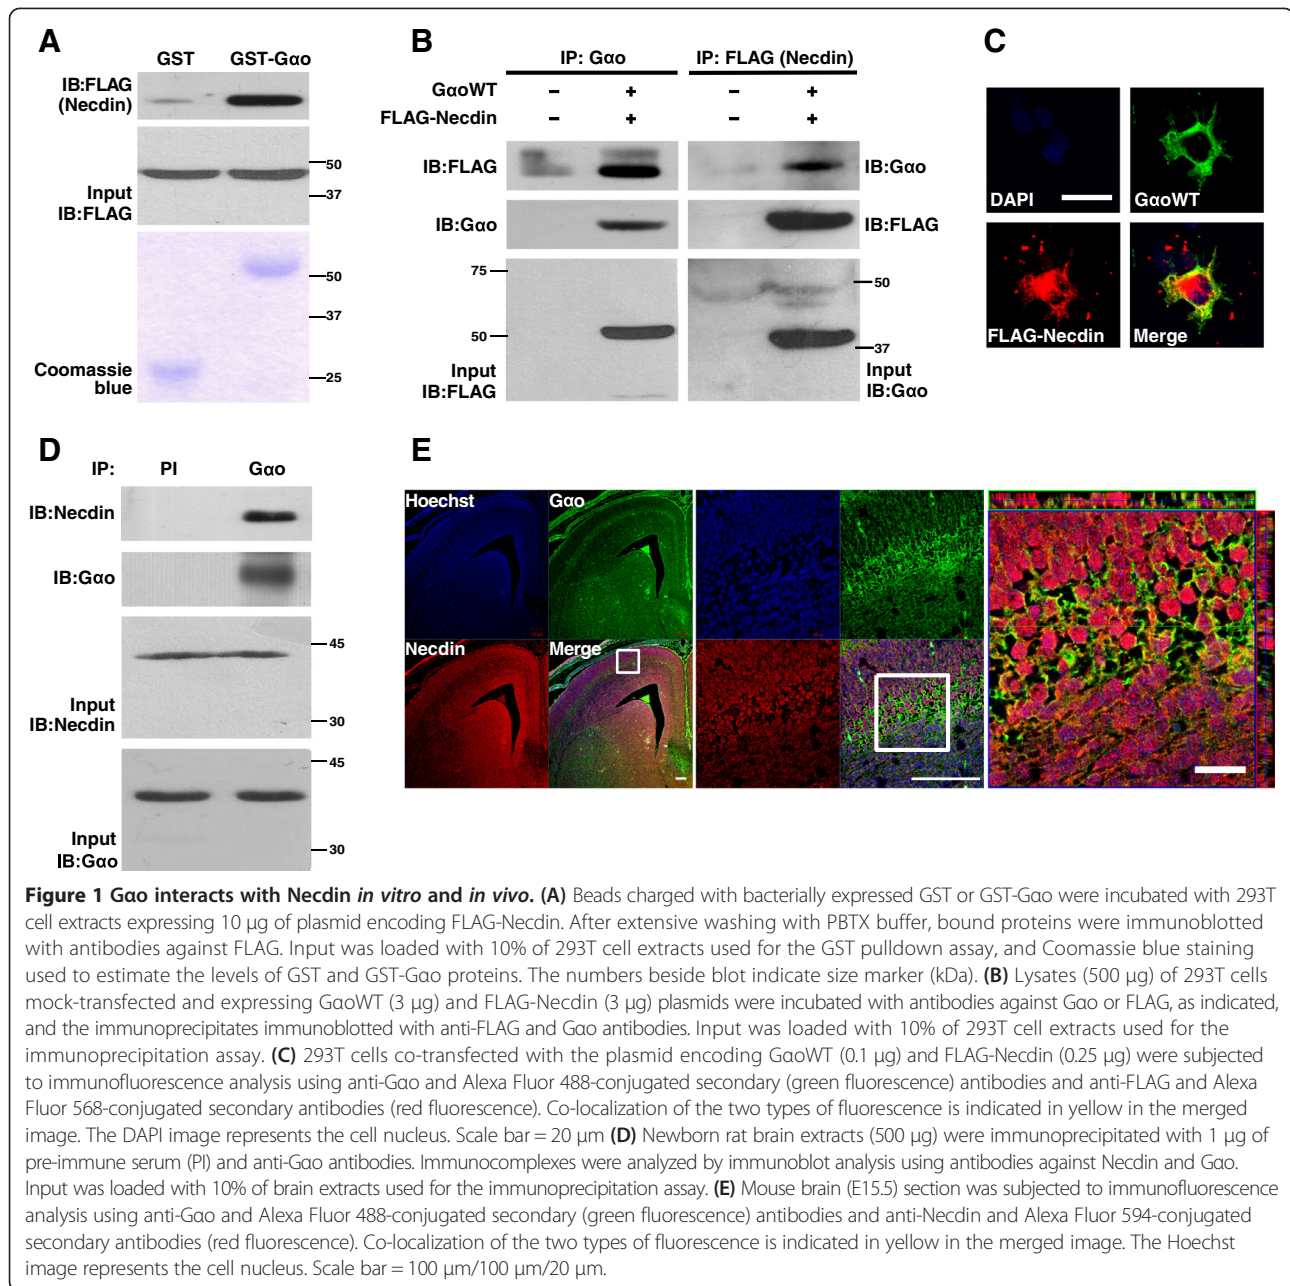 A
GST GST-Gαo
IB:FLAG
(Necdin)
Input
IB:FLAG
50
37
Coomassie
blue
50
37
25
B
IP: Gαo IP: FLAG (Necdin)
GαoWT - + - +
FLAG-Necdin - + - +
IB:FLAG IB:Gαo
IB:Gαo IB:FLAG
75
50
Input
IB:FLAG
50
37
Input
IB:Gαo
C
DAPI GαoWT
FLAG-Necdin Merge
D
IP: PI Gαo
IB:Necdin
IB:Gαo
45
Input
IB:Necdin
30
45
Input
IB:Gαo
30
E
Hoechst Gαo
Necdin Merge
Figure 1 Gαo interacts with Necdin in vitro and in vivo. (A) Beads charged with bacterially expressed GST or GST-Gαo were incubated with 293T
cell extracts expressing 10 μg of plasmid encoding FLAG-Necdin. After extensive washing with PBTX buffer, bound proteins were immunoblotted
with antibodies against FLAG. Input was loaded with 10% of 293T cell extracts used for the GST pulldown assay, and Coomassie blue staining
used to estimate the levels of GST and GST-Gαo proteins. The numbers beside blot indicate size marker (kDa). (B) Lysates (500 μg) of 293T cells
mock-transfected and expressing GαoWT (3 μg) and FLAG-Necdin (3 μg) plasmids were incubated with antibodies against Gαo or FLAG, as indicated,
and the immunoprecipitates immunoblotted with anti-FLAG and Gαo antibodies. Input was loaded with 10% of 293T cell extracts used for the
immunoprecipitation assay. (C) 293T cells co-transfected with the plasmid encoding GαoWT (0.1 μg) and FLAG-Necdin (0.25 μg) were subjected
to immunofluorescence analysis using anti-Gαo and Alexa Fluor 488-conjugated secondary (green fluorescence) antibodies and anti-FLAG and Alexa
Fluor 568-conjugated secondary antibodies (red fluorescence). Co-localization of the two types of fluorescence is indicated in yellow in the merged
image. The DAPI image represents the cell nucleus. Scale bar = 20 μm (D) Newborn rat brain extracts (500 μg) were immunoprecipitated with 1 μg of
pre-immune serum (PI) and anti-Gαo antibodies. Immunocomplexes were analyzed by immunoblot analysis using antibodies against Necdin and Gαo.
Input was loaded with 10% of brain extracts used for the immunoprecipitation assay. (E) Mouse brain (E15.5) section was subjected to immunofluorescence
analysis using anti-Gαo and Alexa Fluor 488-conjugated secondary (green fluorescence) antibodies and anti-Necdin and Alexa Fluor 594-conjugated
secondary antibodies (red fluorescence). Co-localization of the two types of fluorescence is indicated in yellow in the merged image. The Hoechst
image represents the cell nucleus. Scale bar = 100 μm/100 μm/20 μm.